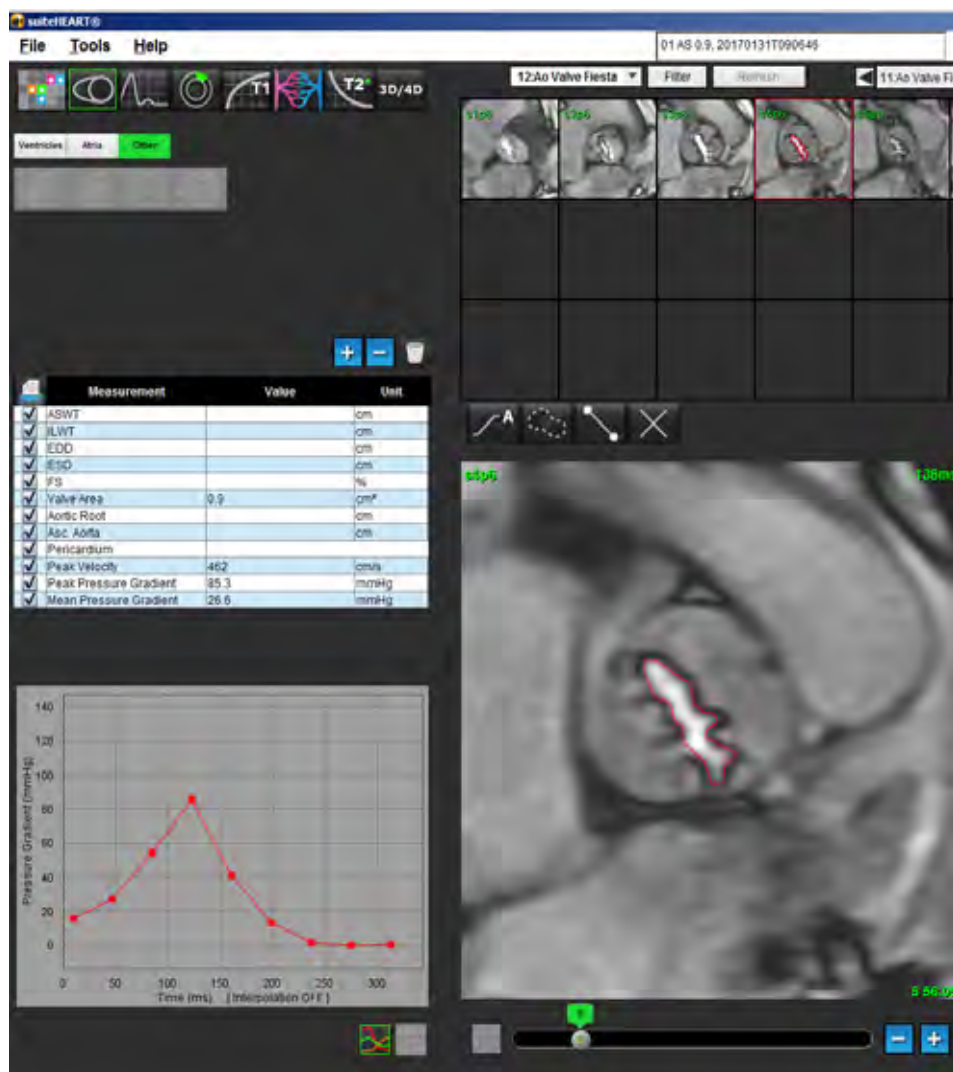 suiteHEART®
File Tools Help
01 AS 0.9, 20170131T090646
T1 T2* 3D/4D
12:Ao Valve Fiesta Filter Refresh 11:Ao Valve Fi
Ventricles Atria Other
Measurement Value Unit
ASWT cm
ILWT cm
EDD cm
ESD cm
FS %
Valve Area 0.9 cm²
Aortic Root cm
Asc. Aorta cm
Pericardium
Peak Velocity 462 cm/s
Peak Pressure Gradient 85.3 mmHg
Mean Pressure Gradient 26.6 mmHg
A
s4p6
Pressure Gradient (mmHg)
140
120
100
80
60
40
20
0
0 50 100 150 200 250 300
Time (ms) [ Interpolation OFF ]